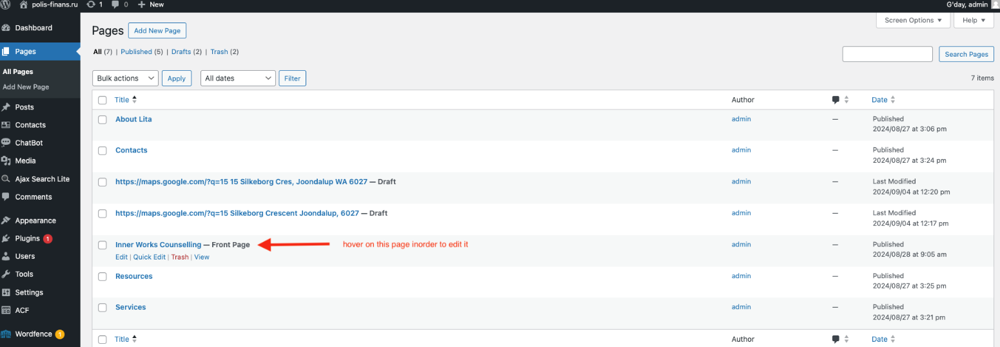 polis-finans.ru 1 0 + New G'day, admin
Dashboard
Pages
All Pages
Add New Page
Posts
Contacts
ChatBot
Media
Ajax Search Lite
Comments
Appearance
Plugins 1
Users
Tools
Settings
ACF
Wordfence 1
Screen Options ▼ Help ▼
Pages Add New Page
All (7) | Published (5) | Drafts (2) | Trash (2)
Search Pages
Bulk actions Apply All dates Filter 7 items
Title Author Date
About Lita admin — Published
2024/08/27 at 3:06 pm
Contacts admin — Published
2024/08/27 at 3:24 pm
https://maps.google.com/?q=15 15 Silkeborg Cres, Joondalup WA 6027 — Draft admin — Last Modified
2024/09/04 at 12:20 pm
https://maps.google.com/?q=15 Silkeborg Crescent Joondalup, 6027 — Draft admin — Last Modified
2024/09/04 at 12:17 pm
Inner Works Counselling — Front Page hover on this page inorder to edit it admin — Published
Edit | Quick Edit | Trash | View 2024/08/28 at 9:05 am
Resources admin — Published
2024/08/27 at 3:25 pm
Services admin — Published
2024/08/27 at 3:21 pm
Title Author Date